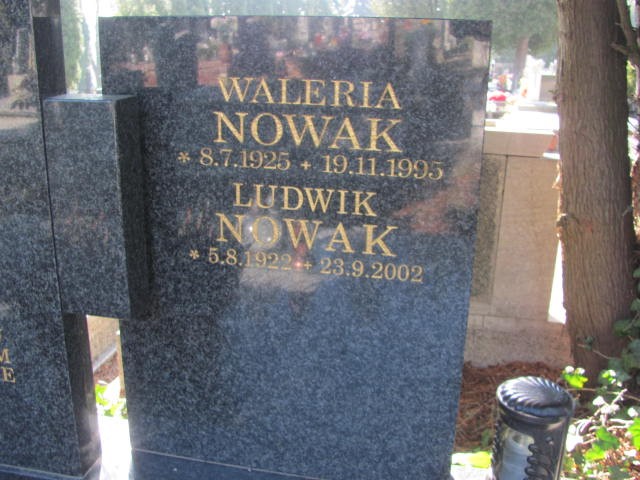 WALERIA
NOWAK
* 8.7.1925 + 19.11.1995
LUDWIK
NOWAK
* 5.8.1922 + 23.9.2002